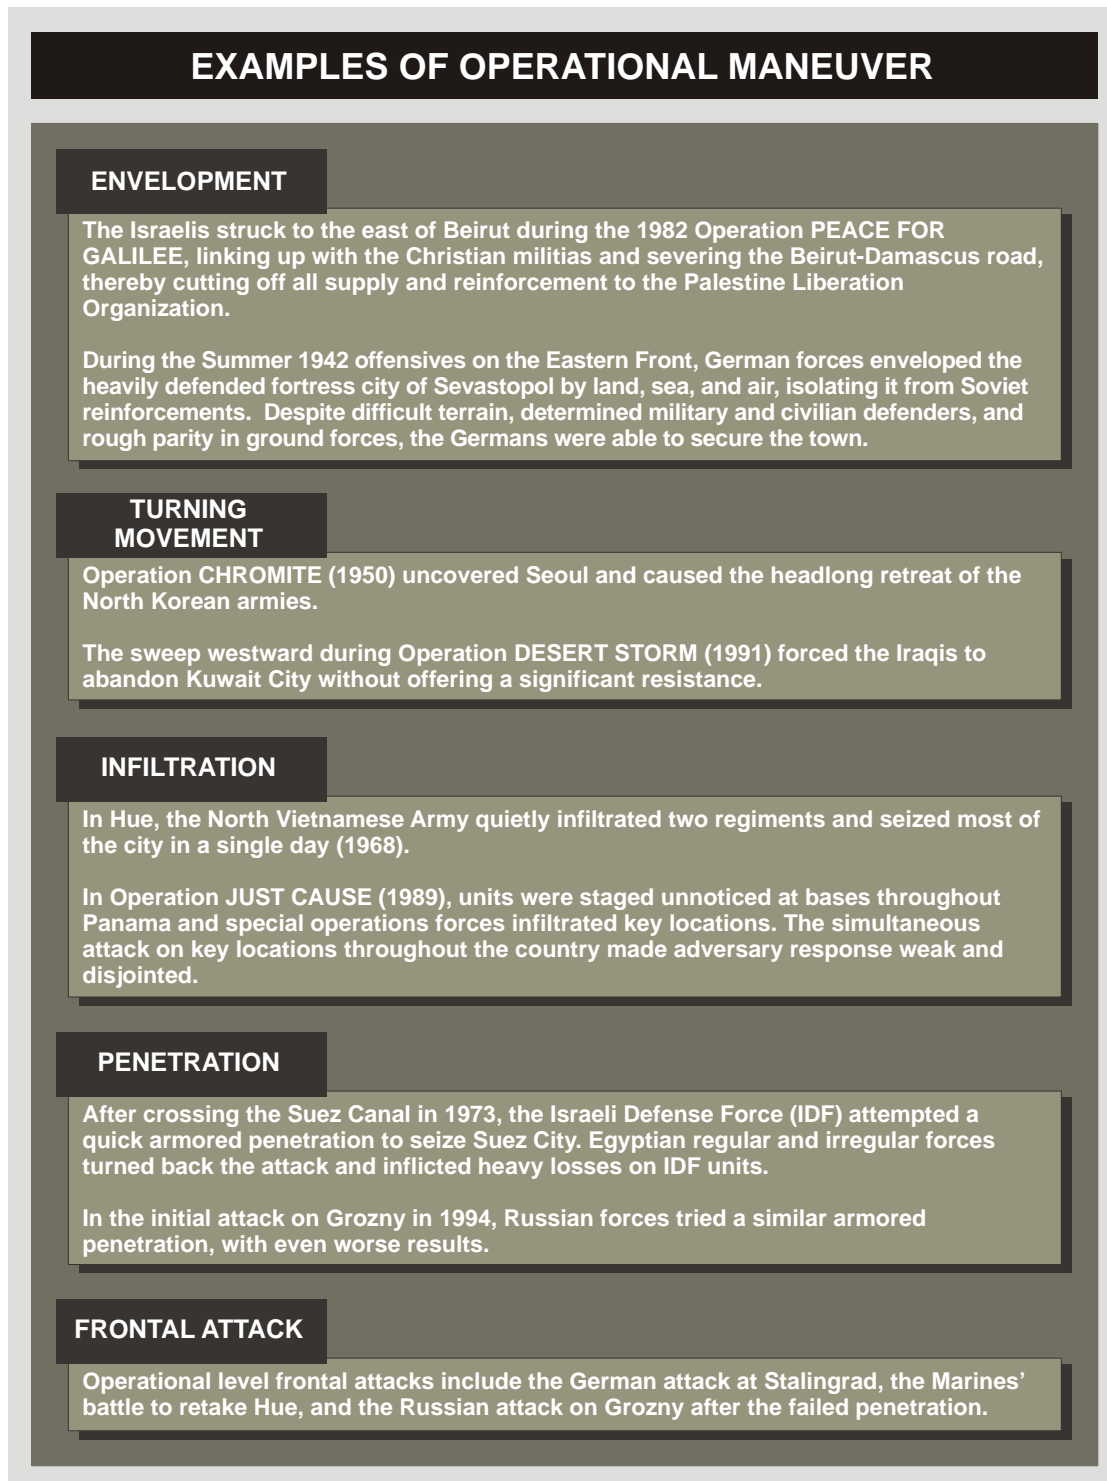 EXAMPLES OF OPERATIONAL MANEUVER
ENVELOPMENT
The Israelis struck to the east of Beirut during the 1982 Operation PEACE FOR
GALILEE, linking up with the Christian militias and severing the Beirut-Damascus road,
thereby cutting off all supply and reinforcement to the Palestine Liberation
Organization.
During the Summer 1942 offensives on the Eastern Front, German forces enveloped the
heavily defended fortress city of Sevastopol by land, sea, and air, isolating it from Soviet
reinforcements.  Despite difficult terrain, determined military and civilian defenders, and
rough parity in ground forces, the Germans were able to secure the town.
TURNING
MOVEMENT
Operation CHROMITE (1950) uncovered Seoul and caused the headlong retreat of the
North Korean armies.
The sweep westward during Operation DESERT STORM (1991) forced the Iraqis to
abandon Kuwait City without offering a significant resistance.
INFILTRATION
In Hue, the North Vietnamese Army quietly infiltrated two regiments and seized most of
the city in a single day (1968).
In Operation JUST CAUSE (1989), units were staged unnoticed at bases throughout
Panama and special operations forces infiltrated key locations. The simultaneous
attack on key locations throughout the country made adversary response weak and
disjointed.
PENETRATION
After crossing the Suez Canal in 1973, the Israeli Defense Force (IDF) attempted a
quick armored penetration to seize Suez City. Egyptian regular and irregular forces
turned back the attack and inflicted heavy losses on IDF units.
In the initial attack on Grozny in 1994, Russian forces tried a similar armored
penetration, with even worse results.
FRONTAL ATTACK
Operational level frontal attacks include the German attack at Stalingrad, the Marines’
battle to retake Hue, and the Russian attack on Grozny after the failed penetration.